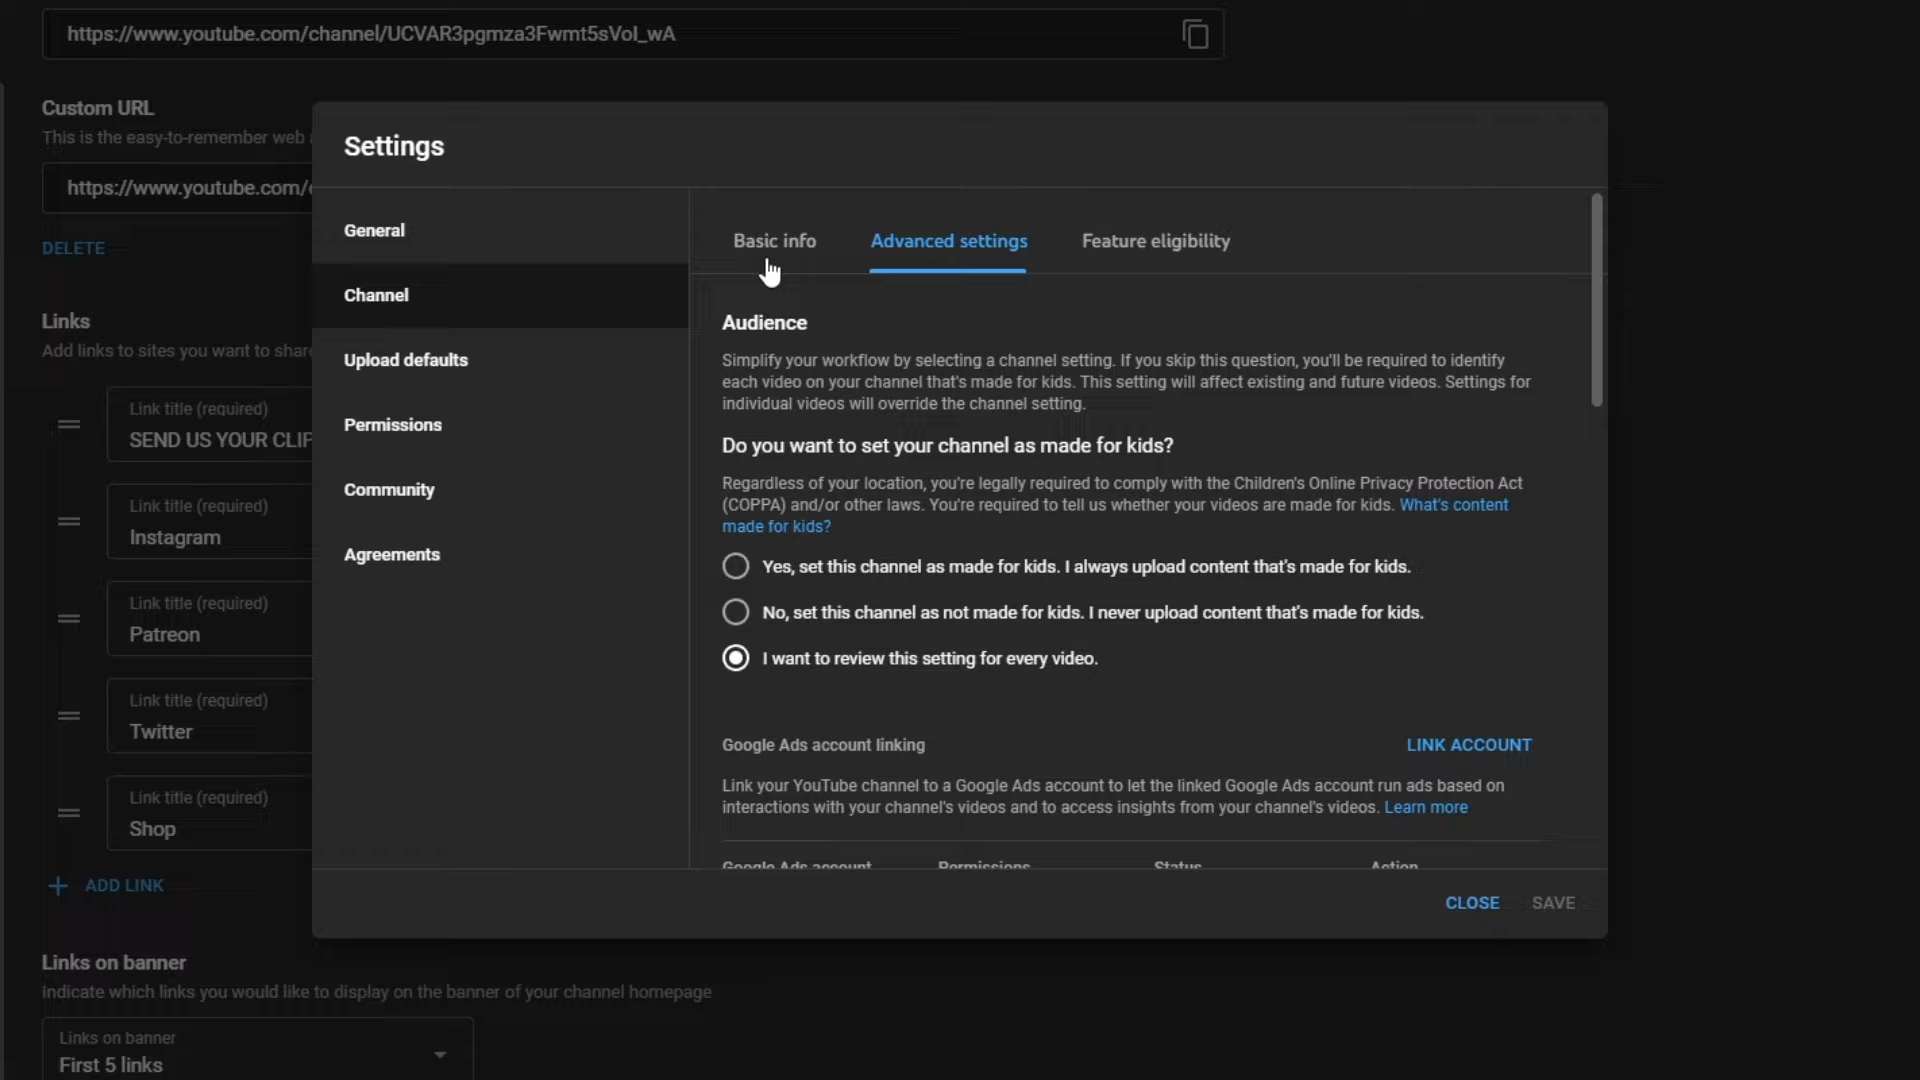 https://www.youtube.com/channel/UCVAR3pgmza3Fwmt5sVol_wA
Custom URL
This is the easy-to-remember web
https://www.youtube.com/
DELETE
Links
Add links to sites you want to share
Link title (required)
SEND US YOUR CLIP
Link title (required)
Instagram
Link title (required)
Patreon
Link title (required)
Twitter
Link title (required)
Shop
ADD LINK
Links on banner
Indicate which links you would like to display on the banner of your channel homepage
Links on banner
First 5 links
Settings
General
Channel
Upload defaults
Permissions
Community
Agreements
Basic info
Advanced settings
Feature eligibility
Audience
Simplify your workflow by selecting a channel setting. If you skip this question, you'll be required to identify
each video on your channel that's made for kids. This setting will affect existing and future videos. Settings for
individual videos will override the channel setting.
Do you want to set your channel as made for kids?
Regardless of your location, you're legally required to comply with the Children's Online Privacy Protection Act
(COPPA) and/or other laws. You're required to tell us whether your videos are made for kids. What's content
made for kids?
Yes, set this channel as made for kids. I always upload content that's made for kids.
No, set this channel as not made for kids. I never upload content that's made for kids.
I want to review this setting for every video.
Google Ads account linking
LINK ACCOUNT
Link your YouTube channel to a Google Ads account to let the linked Google Ads account run ads based on
interactions with your channel's videos and to access insights from your channel's videos. Learn more
Google Ads account
Permissions
Status
Action
CLOSE
SAVE